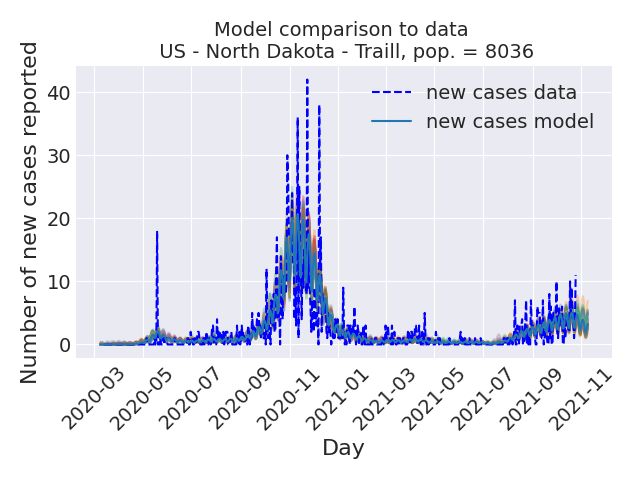 Model comparison to data
US - North Dakota - Traill, pop. = 8036
Number of new cases reported
40
30
20
10
0
new cases data
new cases model
2020-03
2020-05
2020-07
2020-09
2020-11
2021-01
2021-03
2021-05
2021-07
2021-09
2021-11
Day